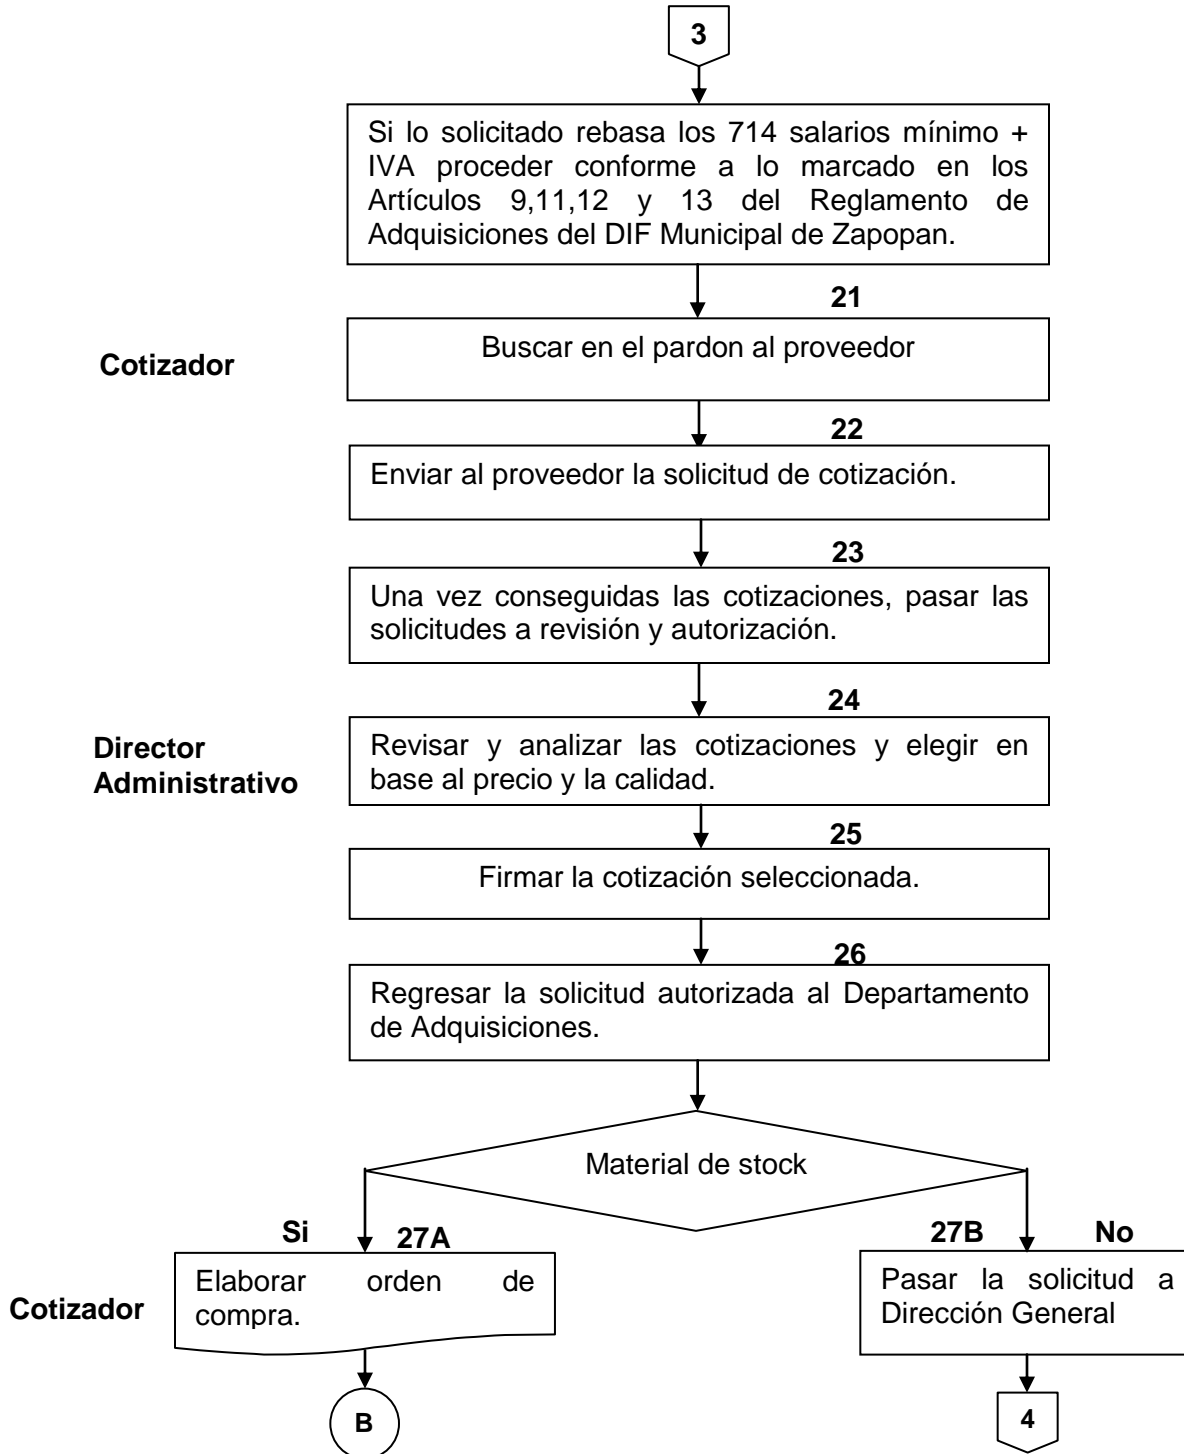 3
Si lo solicitado rebasa los 714 salarios mínimo +
IVA proceder conforme a lo marcado en los
Artículos 9,11,12 y 13 del Reglamento de
Adquisiciones del DIF Municipal de Zapopan.
21
Cotizador
Buscar en el pardon al proveedor
22
Enviar al proveedor la solicitud de cotización.
23
Una vez conseguidas las cotizaciones, pasar las
solicitudes a revisión y autorización.
24
Director
Administrativo
Revisar y analizar las cotizaciones y elegir en
base al precio y la calidad.
25
Firmar la cotización seleccionada.
26
Regresar la solicitud autorizada al Departamento
de Adquisiciones.
Material de stock
Si
27A
27B
No
Cotizador
Elaborar orden de
compra.
Pasar la solicitud a
Dirección General
B
4